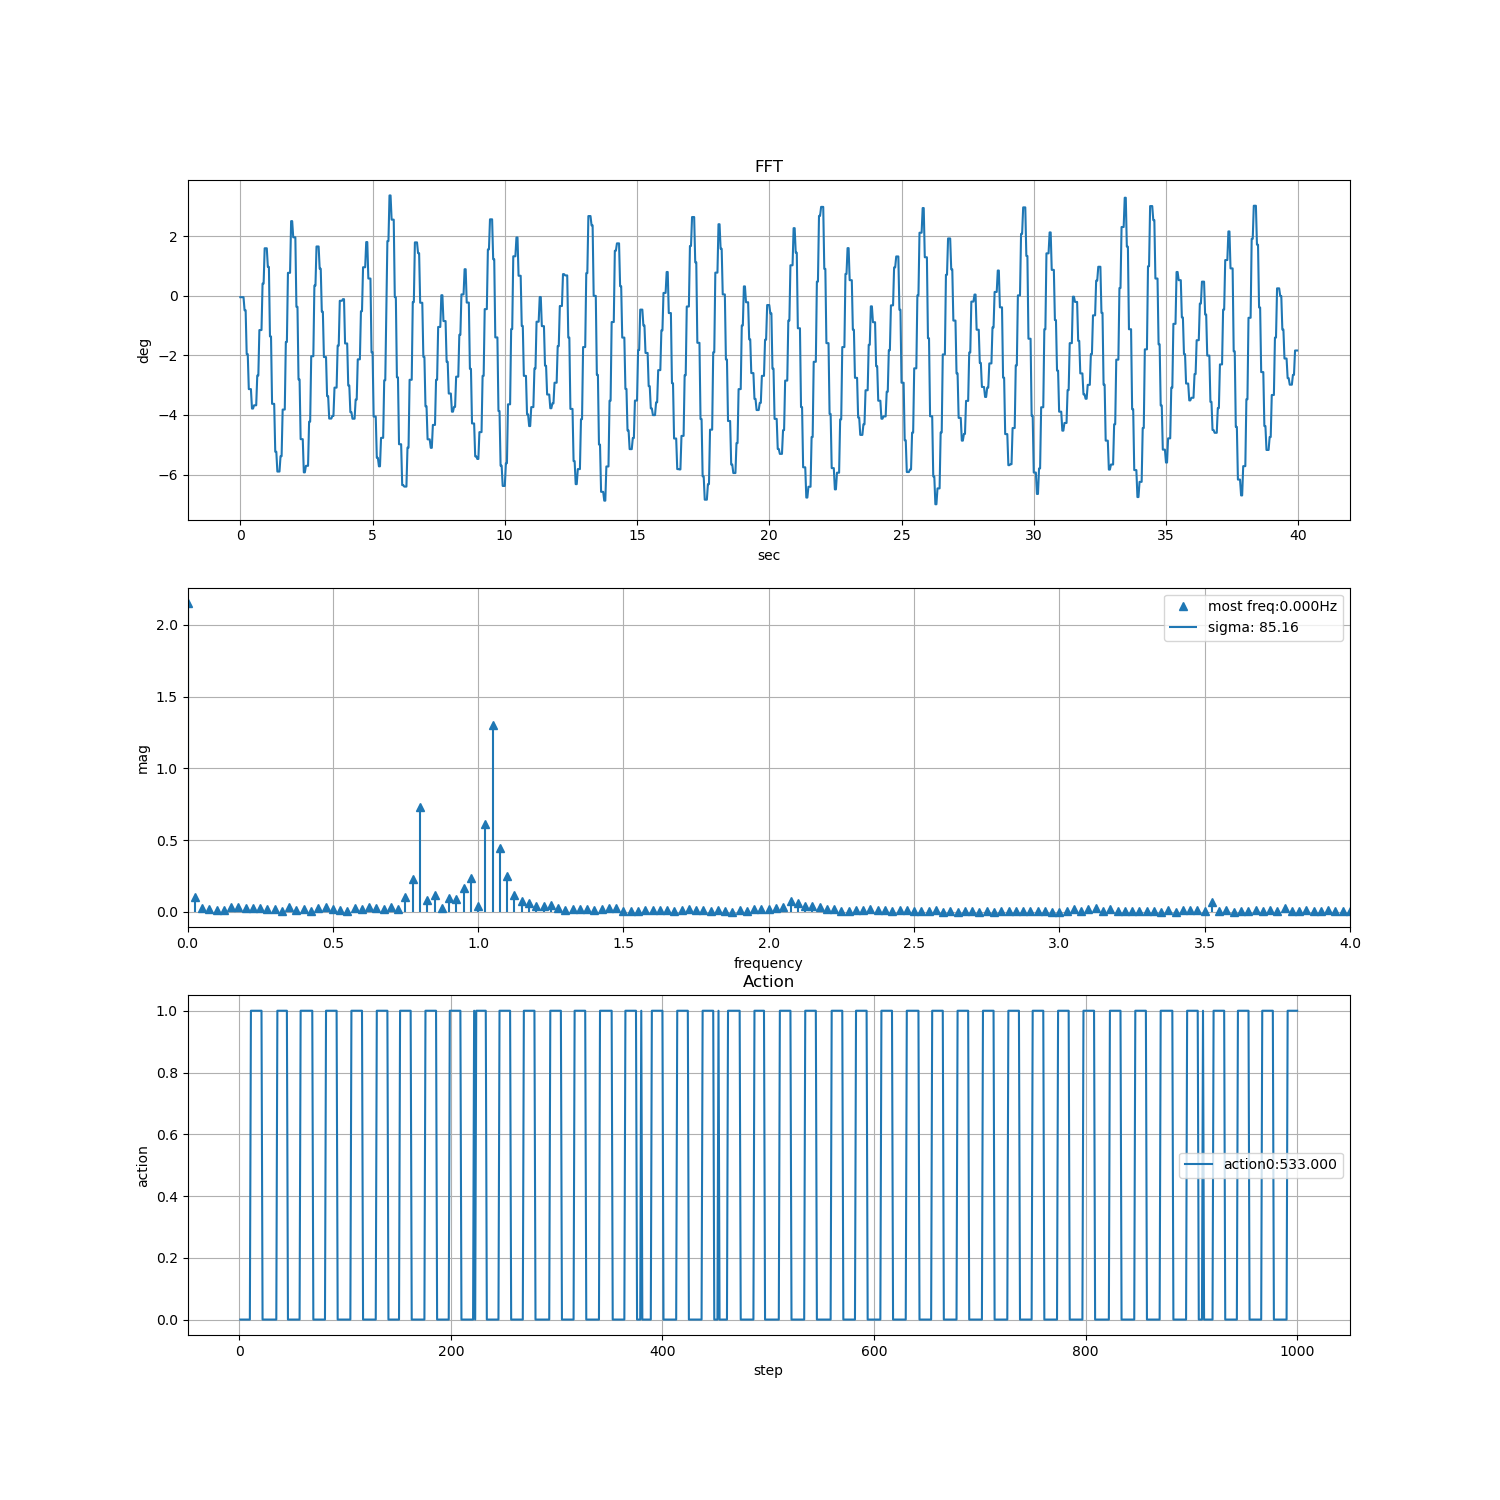 FFT
2
0
−2
−4
−6
deg
0 5 10 15 20 25 30 35 40
sec
most freq:0.000Hz
sigma: 85.16
2.0
1.5
1.0
0.5
0.0
mag
0.0 0.5 1.0 1.5 2.0 2.5 3.0 3.5 4.0
frequency
Action
1.0
0.8
0.6
0.4
0.2
0.0
action
action0:533.000
0 200 400 600 800 1000
step